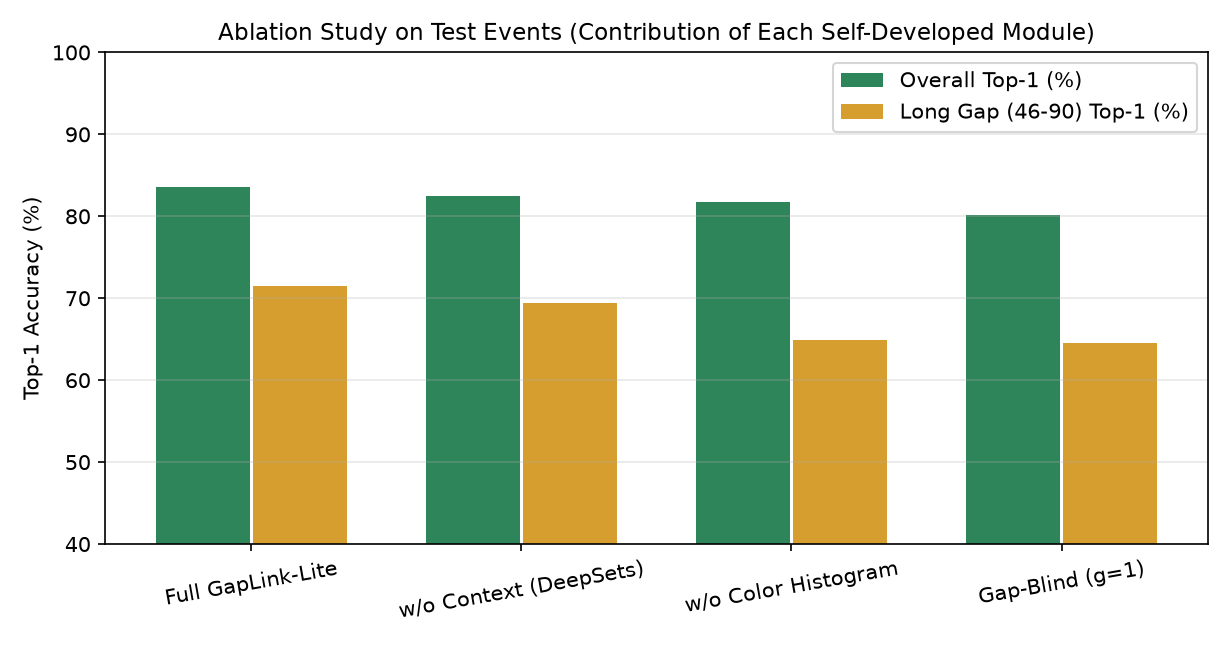 Ablation Study on Test Events (Contribution of Each Self-Developed Module)
Overall Top-1 (%)
Long Gap (46-90) Top-1 (%)
Top-1 Accuracy (%)
100
90
80
70
60
50
40
Full GapLink-Lite
w/o Context (DeepSets)
w/o Color Histogram
Gap-Blind (g=1)